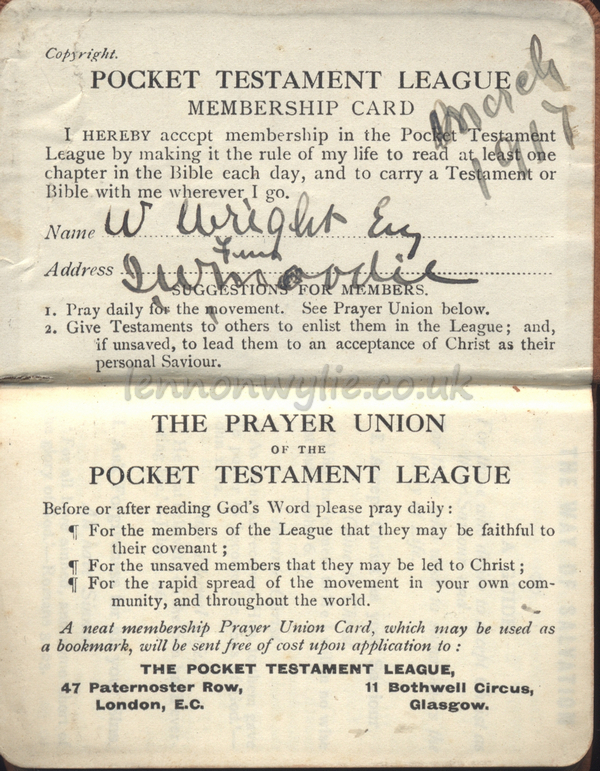 Copyright.
POCKET TESTAMENT LEAGUE
MEMBERSHIP CARD
March
1917
I HEREBY accept membership in the Pocket Testament
League by making it the rule of my life to read at least one
chapter in the Bible each day, and to carry a Testament or
Bible with me wherever I go.
Name W Wright Esq
Address
from
J W Moodie
SUGGESTIONS FOR MEMBERS.
1. Pray daily for the movement. See Prayer Union below.
2. Give Testaments to others to enlist them in the League; and,
if unsaved, to lead them to an acceptance of Christ as their
personal Saviour.
lennonwylie.co.uk
THE PRAYER UNION
OF THE
POCKET TESTAMENT LEAGUE
Before or after reading God's Word please pray daily:
¶ For the members of the League that they may be faithful to
their covenant;
¶ For the unsaved members that they may be led to Christ;
¶ For the rapid spread of the movement in your own com-
munity, and throughout the world.
A neat membership Prayer Union Card, which may be used as
a bookmark, will be sent free of cost upon application to:
THE POCKET TESTAMENT LEAGUE,
47 Paternoster Row, 11 Bothwell Circus,
London, E.C. Glasgow.
THE WAY OF SALVATION